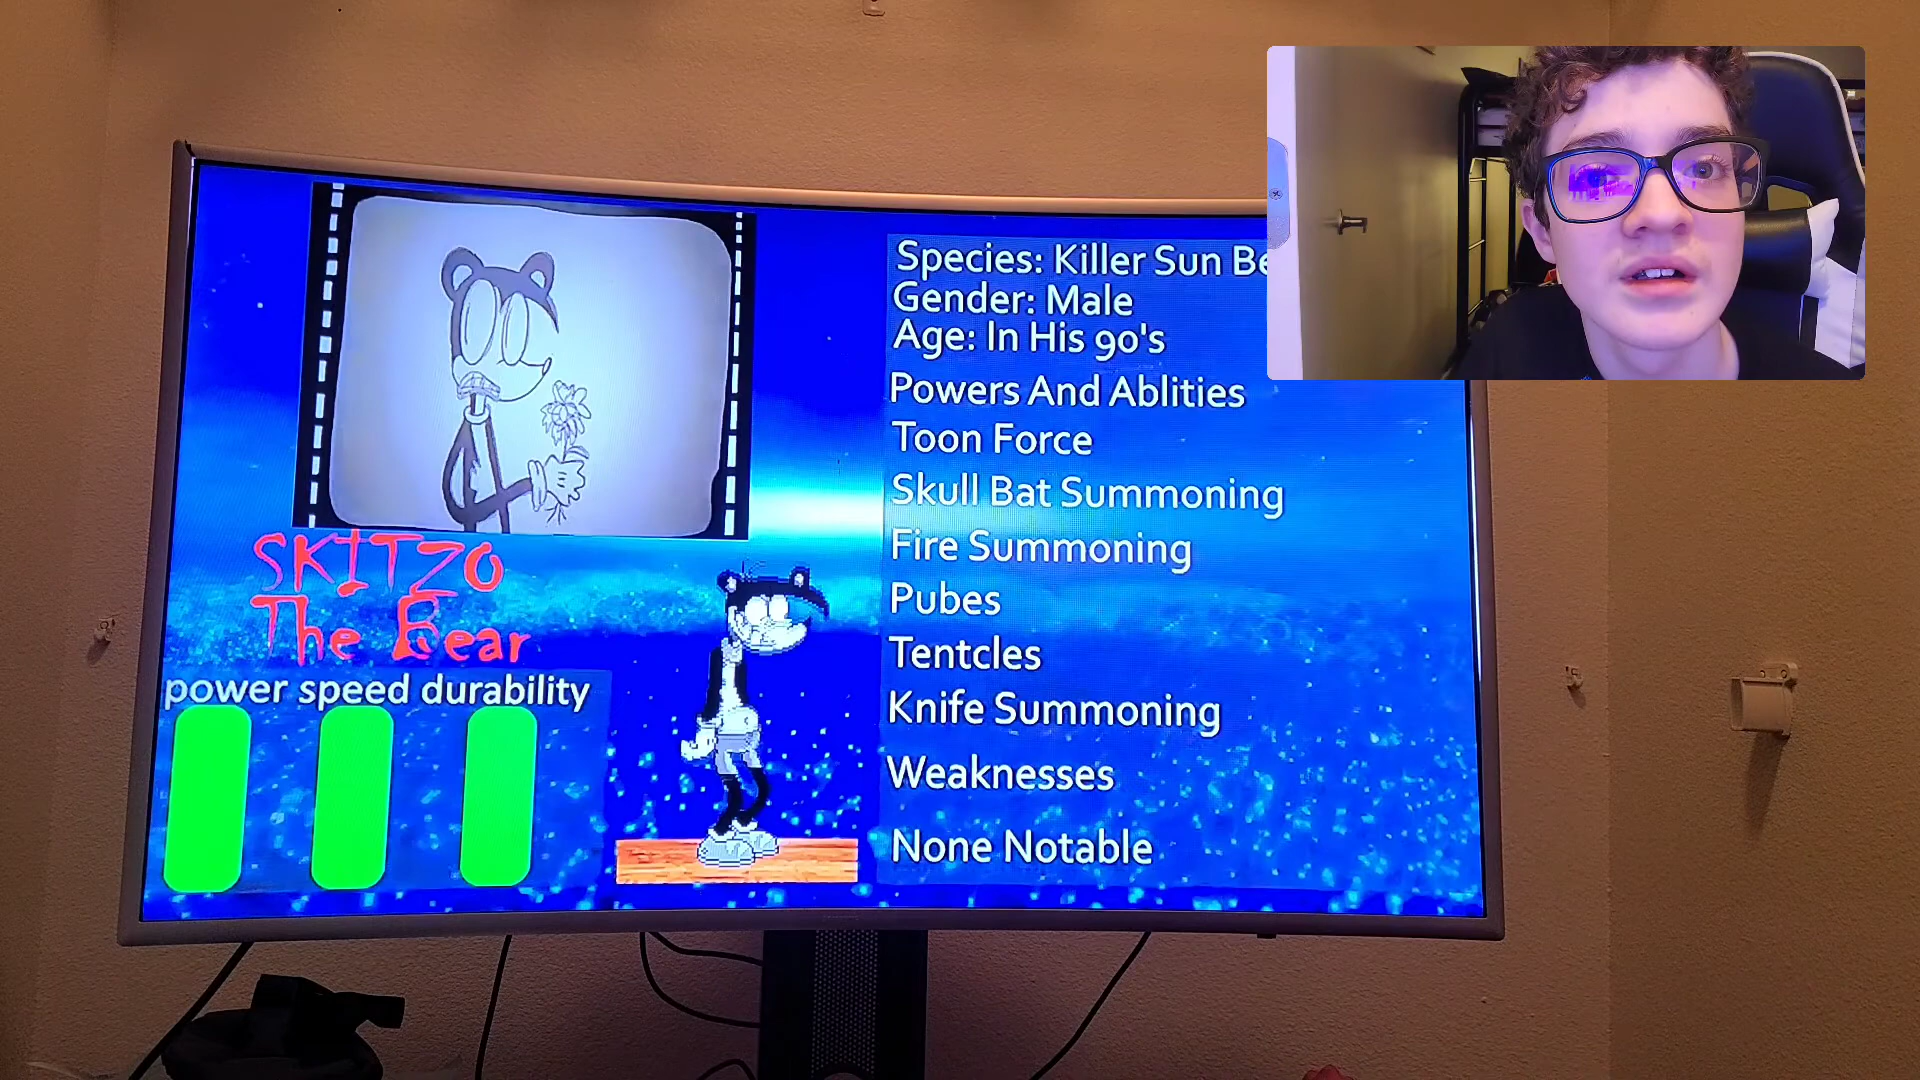 Species: Killer Sun
Gender: Male
Age: In His 90's
Powers And Ablities
Toon Force
Skull Bat Summoning
Fire Summoning
Pubes
Tentcles
Knife Summoning
Weaknesses
None Notable
SKITZO
The Bear
power speed durability